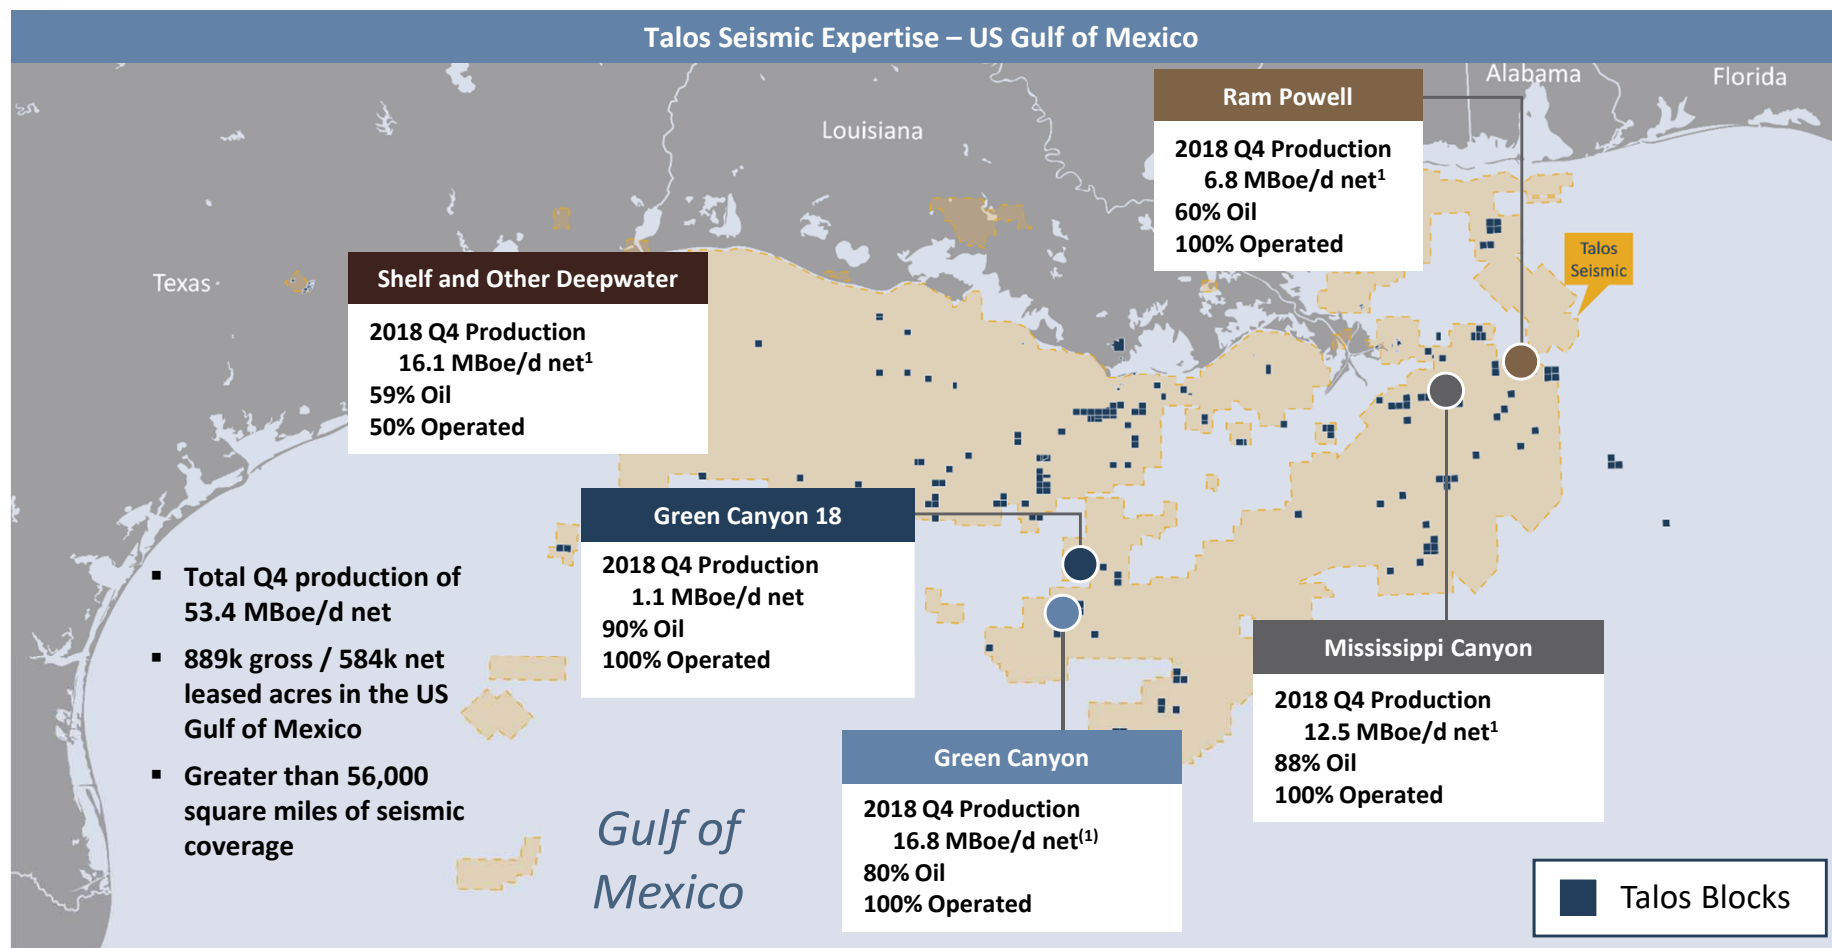 Talos Seismic Expertise – US Gulf of Mexico
Alabama
Florida
Louisiana
Texas
Ram Powell
2018 Q4 Production
6.8 MBoe/d net¹
60% Oil
100% Operated
Talos
Seismic
Shelf and Other Deepwater
2018 Q4 Production
16.1 MBoe/d net¹
59% Oil
50% Operated
Green Canyon 18
2018 Q4 Production
1.1 MBoe/d net
90% Oil
100% Operated
▪ Total Q4 production of
53.4 MBoe/d net
▪ 889k gross / 584k net
leased acres in the US
Gulf of Mexico
▪ Greater than 56,000
square miles of seismic
coverage
Mississippi Canyon
2018 Q4 Production
12.5 MBoe/d net¹
88% Oil
100% Operated
Green Canyon
2018 Q4 Production
16.8 MBoe/d net⁽¹⁾
80% Oil
100% Operated
Gulf of
Mexico
Talos Blocks